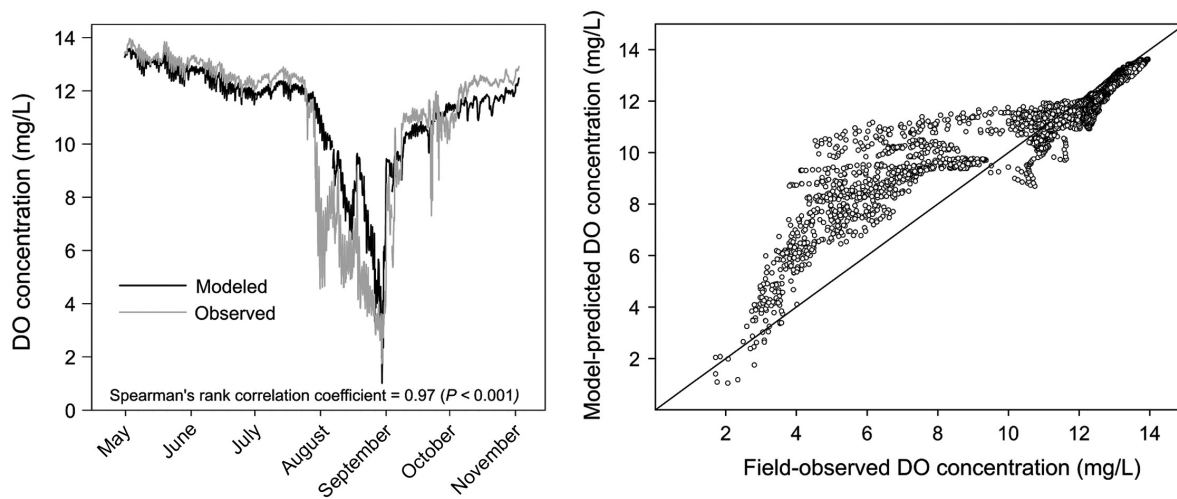 DO concentration (mg/L)
14
12
10
8
6
4
2
0
Modeled
Observed
Spearman's rank correlation coefficient = 0.97 (P < 0.001)
May
June
July
August
September
October
November
Model-predicted DO concentration (mg/L)
14
12
10
8
6
4
2
2
4
6
8
10
12
14
Field-observed DO concentration (mg/L)